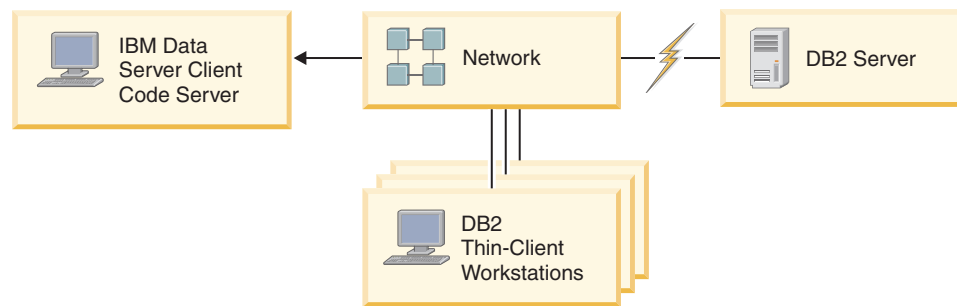 IBM Data
Server Client
Code Server
Network
DB2 Server
DB2
Thin-Client
Workstations